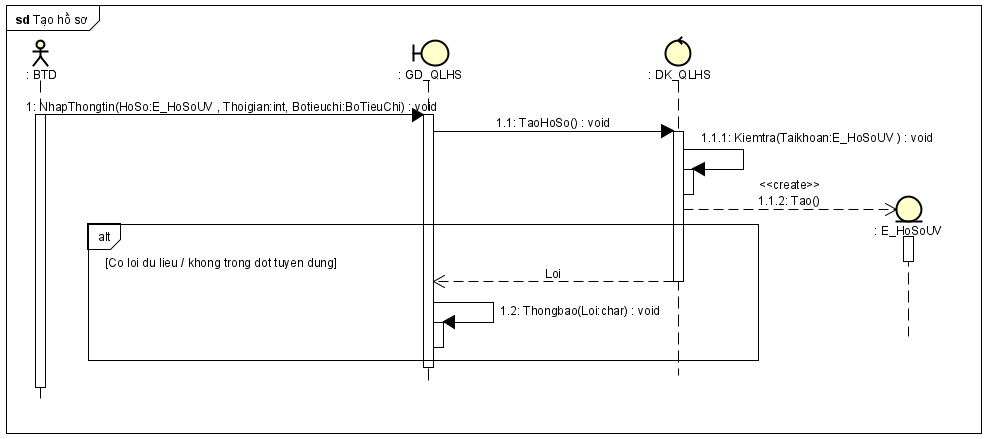 sd Tạo hồ sơ
: BTD
: GD_QLHS
: DK_QLHS
1: NhapThongtin(HoSo:E_HoSoUV , Thoigian:int, Botieuchi:BoTieuChi) : void
1.1: TaoHoSo() : void
1.1.1: Kiemtra(Taikhoan:E_HoSoUV ) : void
<<create>>
1.1.2: Tao()
: E_HoSoUV
alt
[Co loi du lieu / khong trong dot tuyen dung]
Loi
1.2: Thongbao(Loi:char) : void